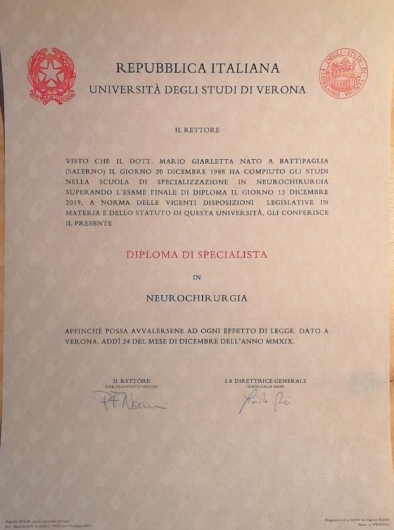 REPUBBLICA ITALIANA
UNIVERSITÀ DEGLI STUDI DI VERONA
IL RETTORE
VISTO CHE IL DOTT. MARIO GIARLETTA NATO A BATTIPAGLIA
(SALERNO) IL GIORNO 20 DICEMBRE 1988 HA COMPIUTO GLI STUDI
NELLA SCUOLA DI SPECIALIZZAZIONE IN NEUROCHIRURGIA
SUPERANDO L'ESAME FINALE DI DIPLOMA IL GIORNO 13 DICEMBRE
2019, A NORMA DELLE VIGENTI DISPOSIZIONI LEGISLATIVE IN
MATERIA E DELLO STATUTO DI QUESTA UNIVERSITÀ, GLI CONFERISCE
IL PRESENTE
DIPLOMA DI SPECIALISTA
IN
NEUROCHIRURGIA
AFFINCHÉ POSSA AVVALERSENE AD OGNI EFFETTO DI LEGGE. DATO A
VERONA, ADDÌ 24 DEL MESE DI DICEMBRE DELL'ANNO MMXIX.
IL RETTORE LA DIRETTRICE GENERALE